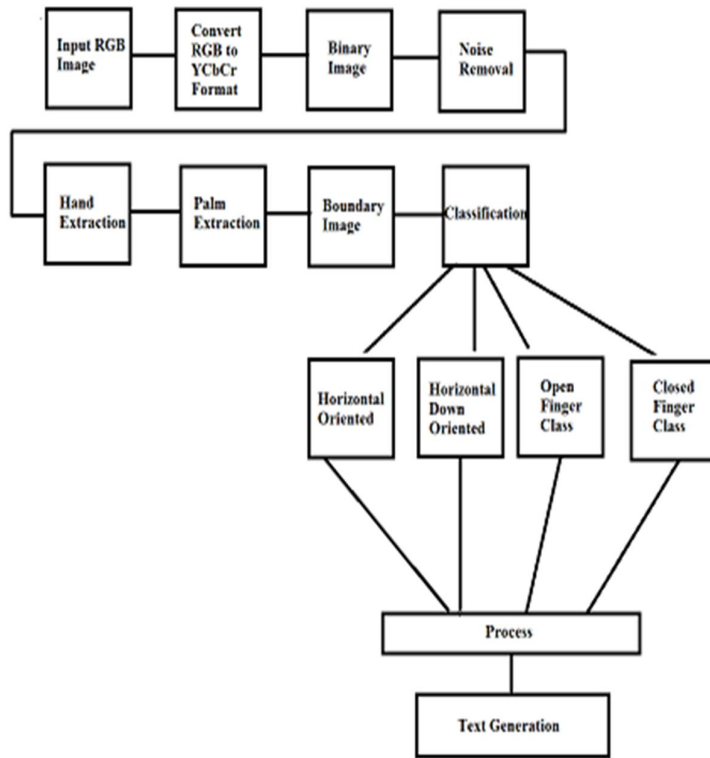 Input RGB
Image
Convert
RGB to
YCbCr
Format
Binary
Image
Noise
Removal
Hand
Extraction
Palm
Extraction
Boundary
Image
Classification
Horizontal
Oriented
Horizontal
Down
Oriented
Open
Finger
Class
Closed
Finger
Class
Process
Text Generation